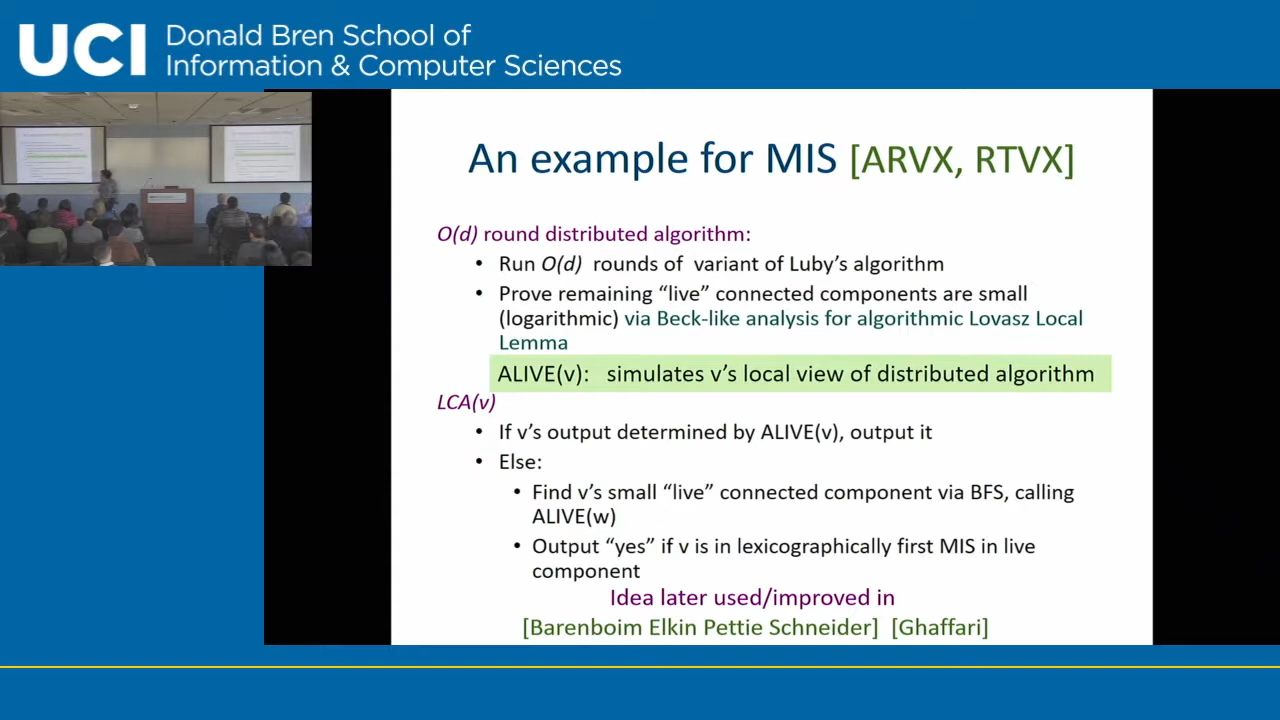 UCI
Donald Bren School of
Information & Computer Sciences
An example for MIS [ARVX, RTVX]
O(d) round distributed algorithm:
• Run O(d) rounds of variant of Luby's algorithm
• Prove remaining "live" connected components are small
(logarithmic) via Beck-like analysis for algorithmic Lovasz Local
Lemma
ALIVE(v): simulates v's local view of distributed algorithm
LCA(v)
• If v's output determined by ALIVE(v), output it
• Else:
• Find v's small "live" connected component via BFS, calling
ALIVE(w)
• Output "yes" if v is in lexicographically first MIS in live
component
Idea later used/improved in
[Barenboim Elkin Pettie Schneider] [Ghaffari]